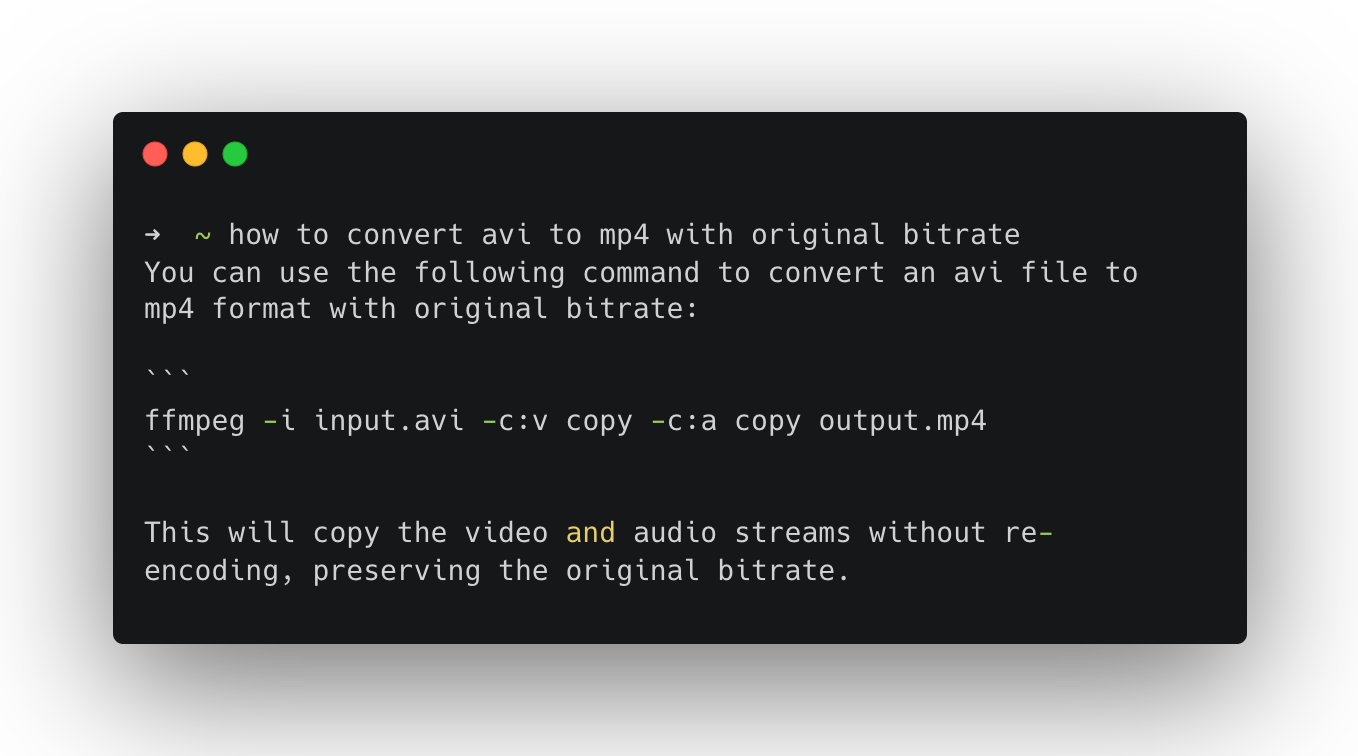 ➜  ~ how to convert avi to mp4 with original bitrate
You can use the following command to convert an avi file to
mp4 format with original bitrate:
```
ffmpeg -i input.avi -c:v copy -c:a copy output.mp4
```
This will copy the video and audio streams without re-
encoding, preserving the original bitrate.